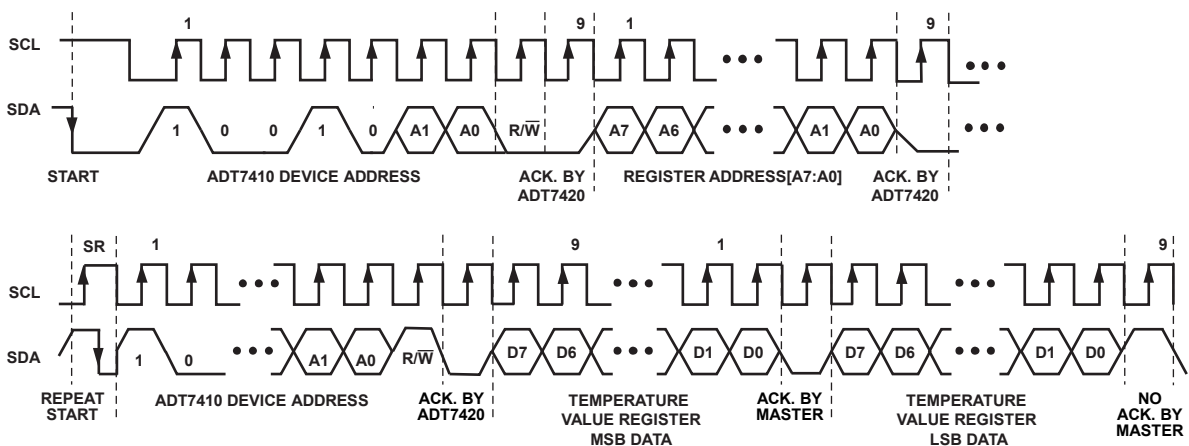 1 9 1 9
SCL
SDA
1 0 0 1 0 A1 A0 R/W A7 A6 A1 A0
START ADT7410 DEVICE ADDRESS ACK. BY ADT7420 REGISTER ADDRESS[A7:A0] ACK. BY ADT7420
SR 1 9 1 9
SCL
SDA
1 0 A1 A0 R/W D7 D6 D1 D0 D7 D6 D1 D0
REPEAT START ADT7410 DEVICE ADDRESS ACK. BY ADT7420 TEMPERATURE VALUE REGISTER MSB DATA ACK. BY MASTER TEMPERATURE VALUE REGISTER LSB DATA NO ACK. BY MASTER